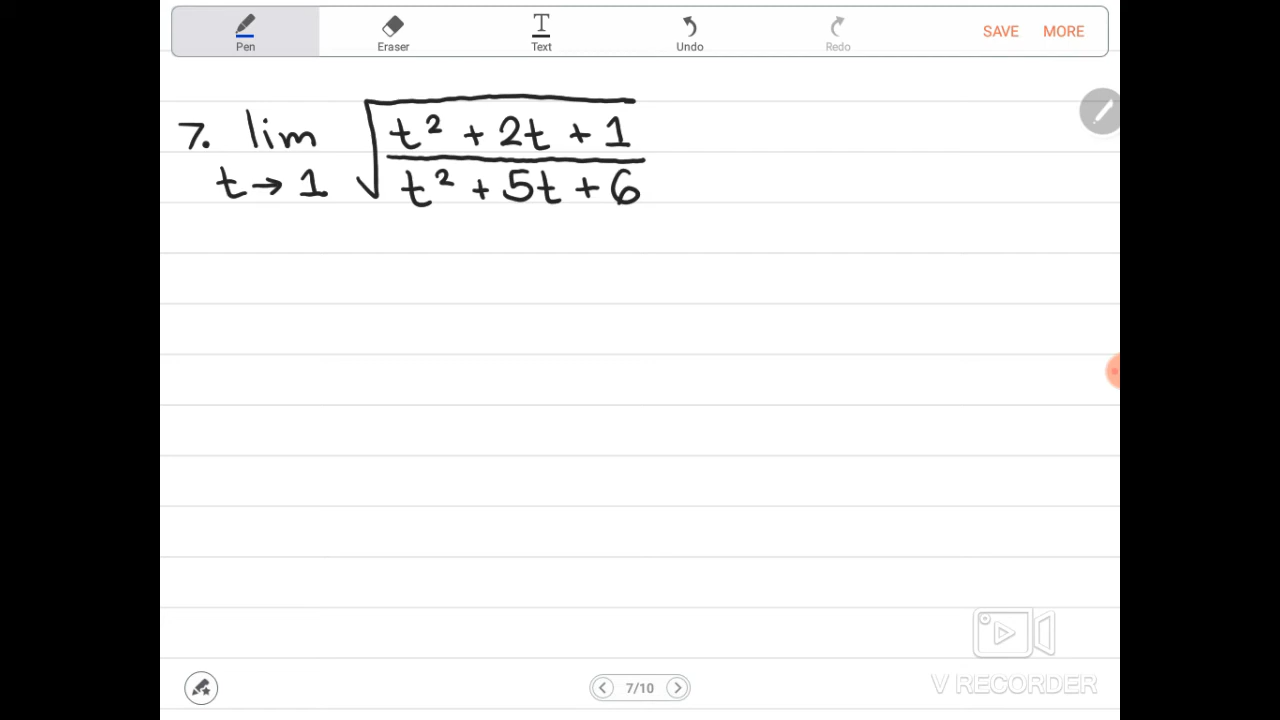 Pen Eraser Text Undo Redo SAVE MORE
7. lim √(t² + 2t + 1
t → 1 t² + 5t + 6)
7/10
V RECORDER